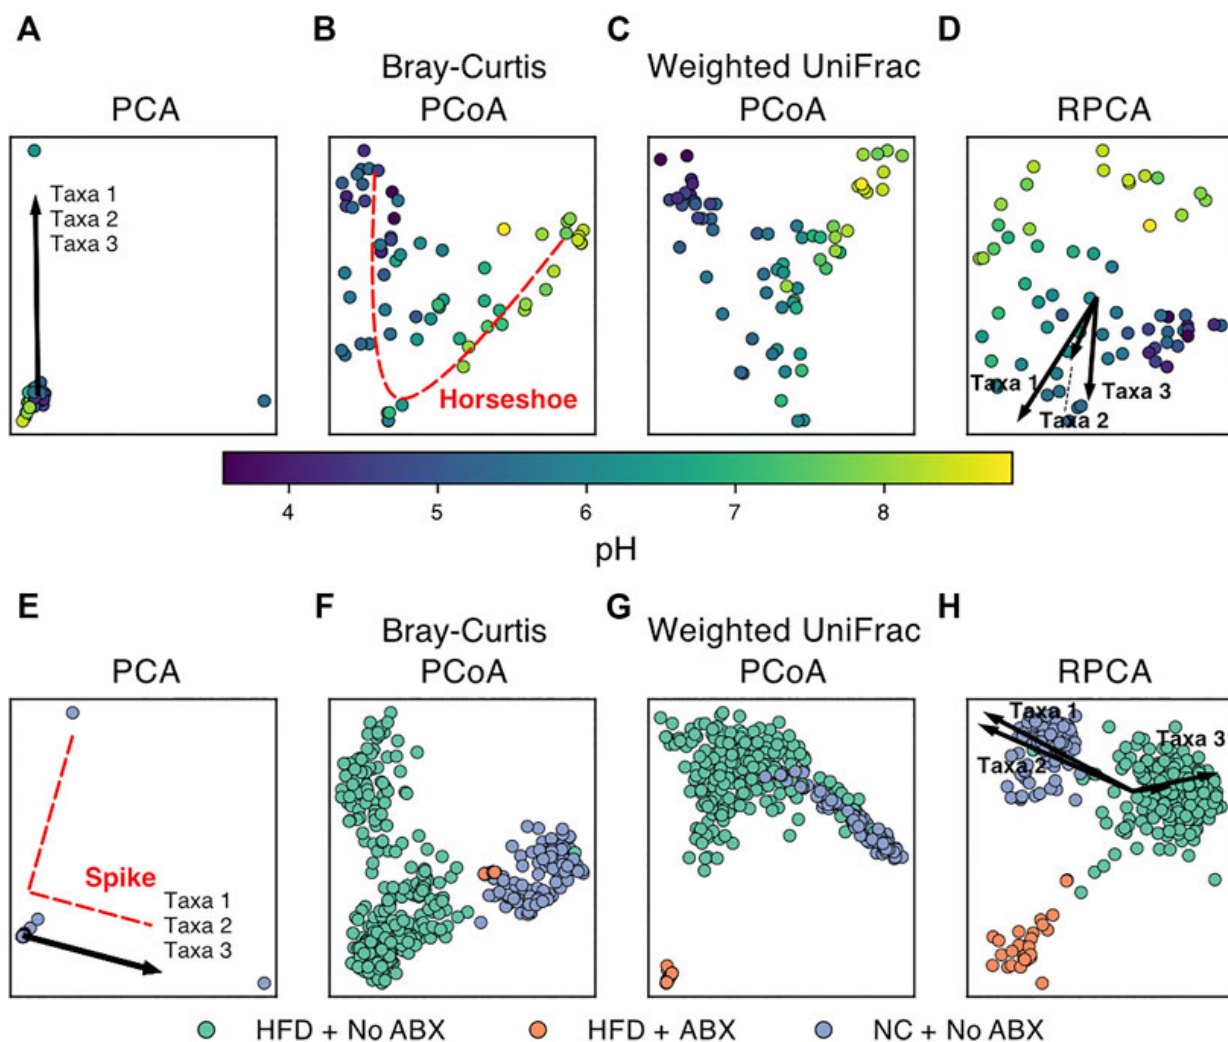 A
B
C
D
Bray-Curtis
Weighted UniFrac
PCA
PCoA
PCoA
RPCA
Taxa 1
Taxa 2
Taxa 3
Horseshoe
Taxa 1
Taxa 2
Taxa 3
4 5 6 7 8
pH
E
F
G
H
Bray-Curtis
Weighted UniFrac
PCA
PCoA
PCoA
RPCA
Spike
Taxa 1
Taxa 2
Taxa 3
Taxa 1
Taxa 2
Taxa 3
HFD + No ABX HFD + ABX NC + No ABX